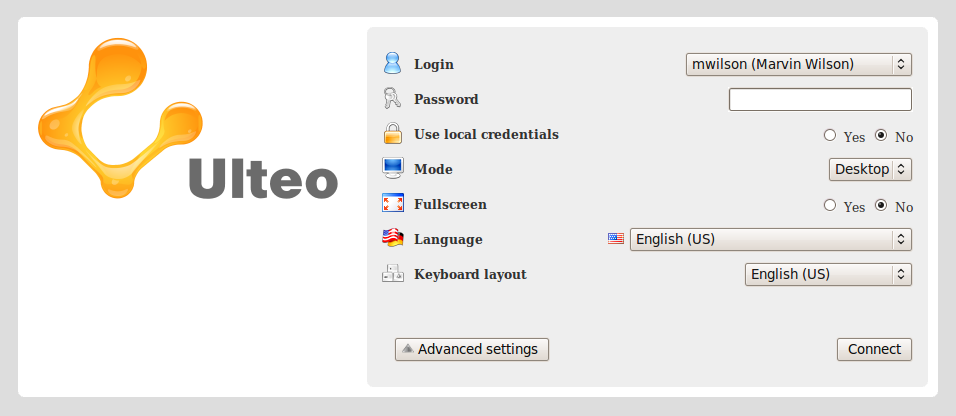 Ulteo
Login mwilson (Marvin Wilson)
Password
Use local credentials Yes No
Mode Desktop
Fullscreen Yes No
Language English (US)
Keyboard layout English (US)
Advanced settings Connect